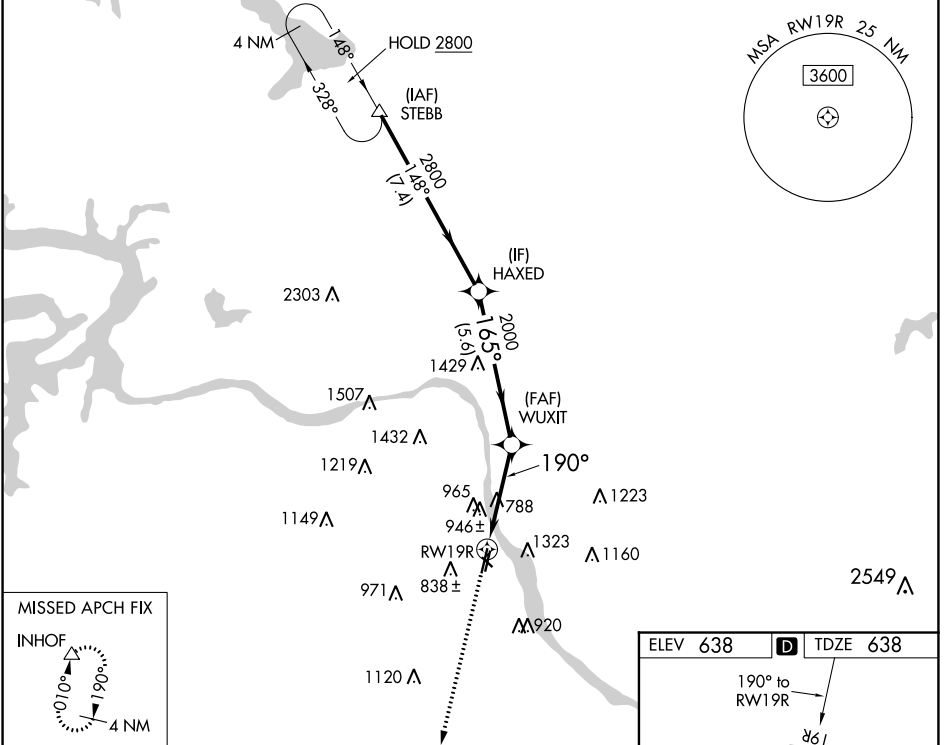 4 NM
148°
HOLD 2800
328°
(IAF)
STEBB
MSA RW19R 25 NM
3600
2800
148°
(7.4)
(IF)
HAXED
2303
2000
165°
(5.6)
1429
1507
(FAF)
WUXIT
1432
190°
1219
965
788
1223
946±
1149
1323
RW19R
1160
838±
971
2549
920
1120
MISSED APCH FIX
INHOF
010°
190°
4 NM
ELEV 638
D
TDZE 638
190° to
RW19R
19R